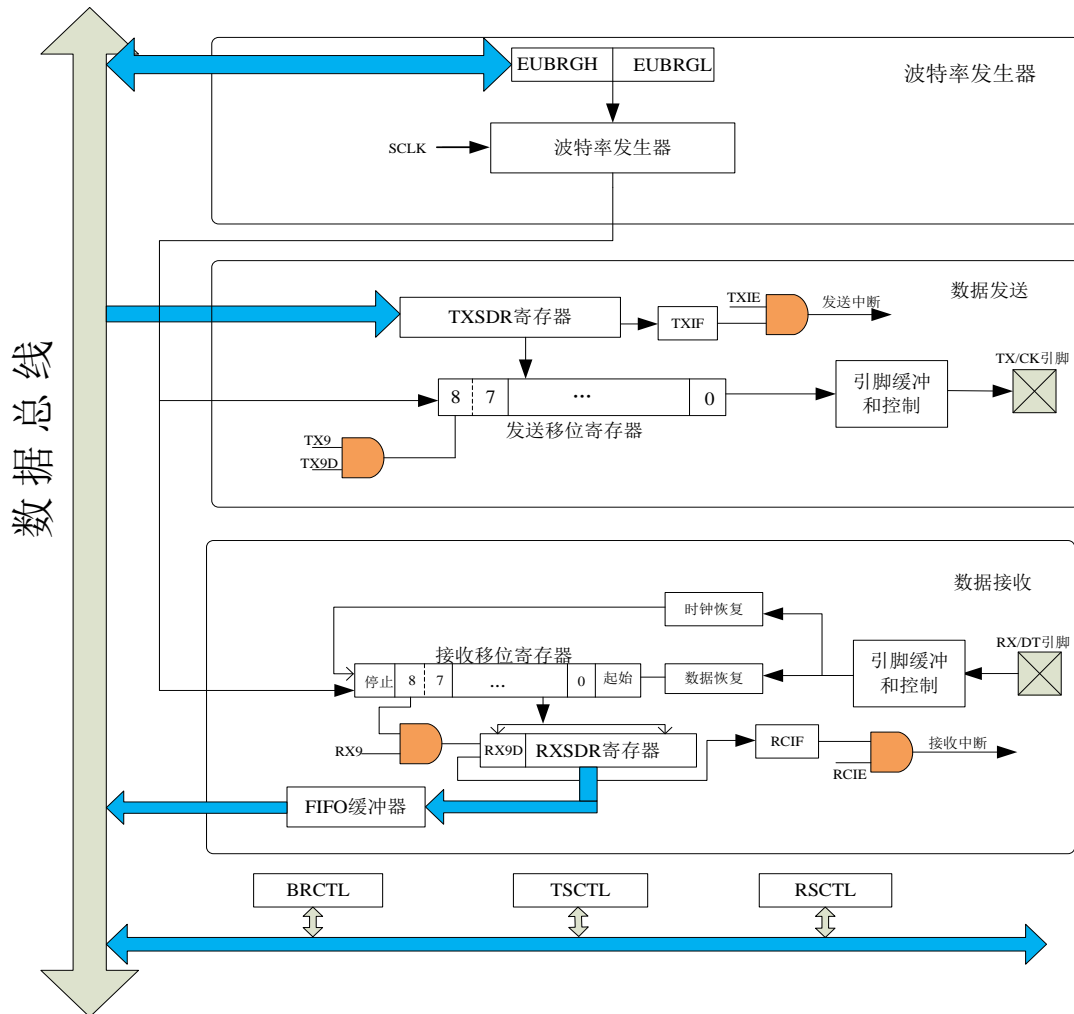 数据总线
EUBRGH
EUBRGL
波特率发生器
SCLK
波特率发生器
数据发送
TXSDR寄存器
TXIF
TXIE
发送中断
TX/CK引脚
8
7
...
0
引脚缓冲
和控制
发送移位寄存器
TX9
TX9D
数据接收
时钟恢复
接收移位寄存器
RX/DT引脚
停止
8
7
...
0
起始
数据恢复
引脚缓冲
和控制
RX9
RX9D
RXSDR寄存器
RCIF
RCIE
接收中断
FIFO缓冲器
BRCTL
TSCTL
RSCTL